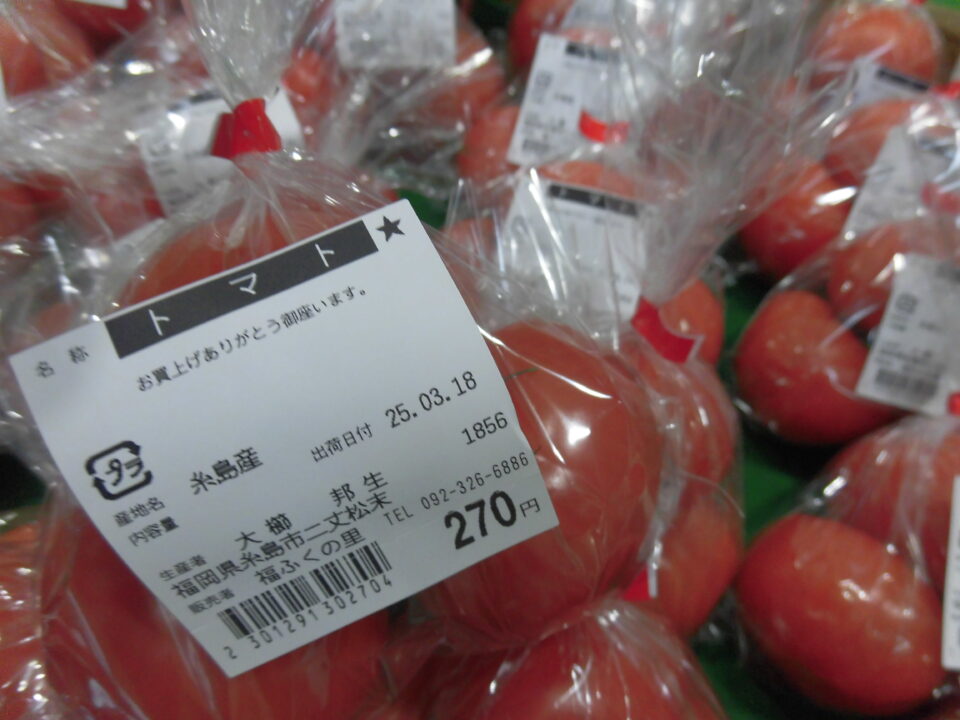 名称 トマト ★
お買上げありがとう御座います。
プラ
産地名 糸島産 出荷日付 25.03.18
内容量 1856
生産者 大櫛 邦生
福岡県糸島市二丈松末 TEL 092-326-6886
販売者 福ふくの里 270円
2 301291 302704
トマト